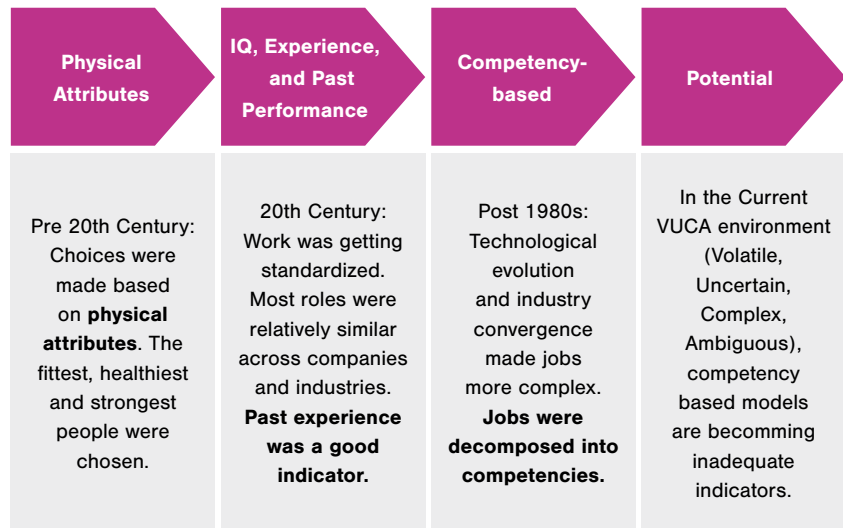 Physical
Attributes
IQ, Experience,
and Past
Performance
Competency-
based
Potential
Pre 20th Century:
Choices were
made based
on physical
attributes. The
fittest, healthiest
and strongest
people were
chosen.
20th Century:
Work was getting
standardized.
Most roles were
relatively similar
across companies
and industries.
Past experience
was a good
indicator.
Post 1980s:
Technological
evolution
and industry
convergence
made jobs
more complex.
Jobs were
decomposed into
competencies.
In the Current
VUCA environment
(Volatile,
Uncertain,
Complex,
Ambiguous),
competency
based models
are becomming
inadequate
indicators.